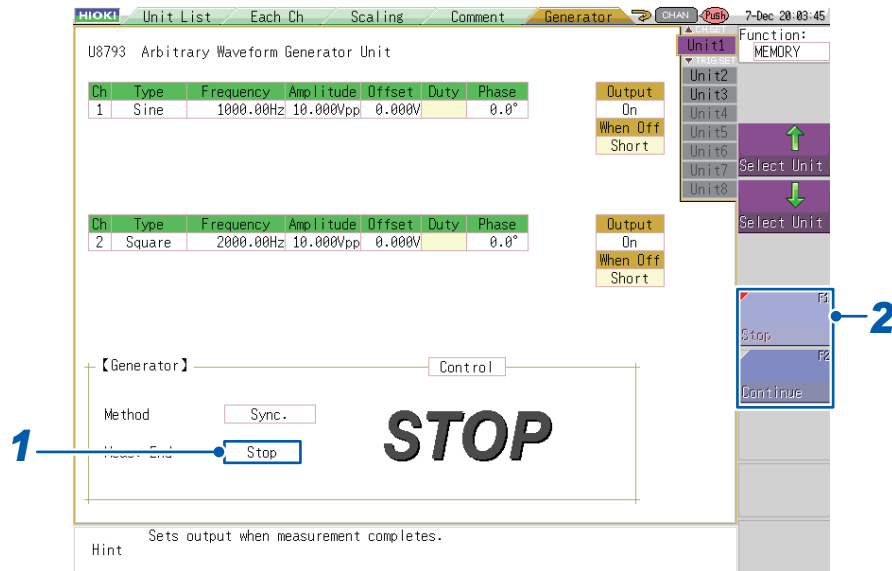 HIOKI Unit List Each Ch Scaling Comment Generator CHAN Push 7-Dec 20:03:45
▲ CH.SET
Unit1
▼ TRIG SET
Unit2
Unit3
Unit4
Unit5
Unit6
Unit7
Unit8
Function:
MEMORY
Select Unit
Select Unit
U8793 Arbitrary Waveform Generator Unit
Ch Type Frequency Amplitude Offset Duty Phase
1 Sine 1000.00Hz 10.000Vpp 0.000V 0.0°
Output
On
When Off
Short
Ch Type Frequency Amplitude Offset Duty Phase
2 Square 2000.00Hz 10.000Vpp 0.000V 0.0°
Output
On
When Off
Short
F1
Stop
2
F2
Continue
【Generator】 Control
Method Sync.
STOP
1
Meas. End Stop
Sets output when measurement completes.
Hint